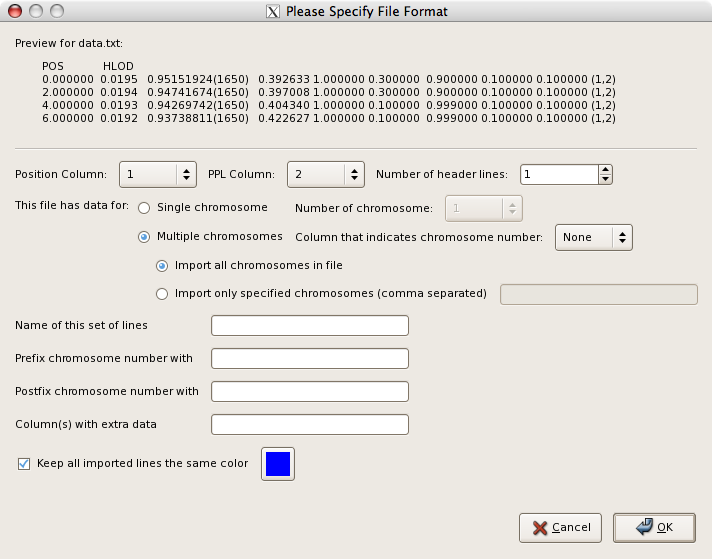 Please Specify File Format
Preview for data.txt:
POS HLOD
0.000000 0.0195 0.95151924(1650) 0.392633 1.000000 0.300000 0.900000 0.100000 0.100000 (1,2)
2.000000 0.0194 0.94741674(1650) 0.397008 1.000000 0.100000 0.900000 0.100000 0.100000 (1,2)
4.000000 0.0193 0.94269742(1650) 0.404340 1.000000 0.100000 0.999000 0.100000 0.100000 (1,2)
6.000000 0.0192 0.93738811(1650) 0.422627 1.000000 0.100000 0.999000 0.100000 0.100000 (1,2)
Position Column: 1 PPL Column: 2 Number of header lines: 1
This file has data for: Single chromosome Number of chromosome: 1
Multiple chromosomes Column that indicates chromosome number: None
Import all chromosomes in file
Import only specified chromosomes (comma separated)
Name of this set of lines
Prefix chromosome number with
Postfix chromosome number with
Column(s) with extra data
Keep all imported lines the same color
Cancel OK